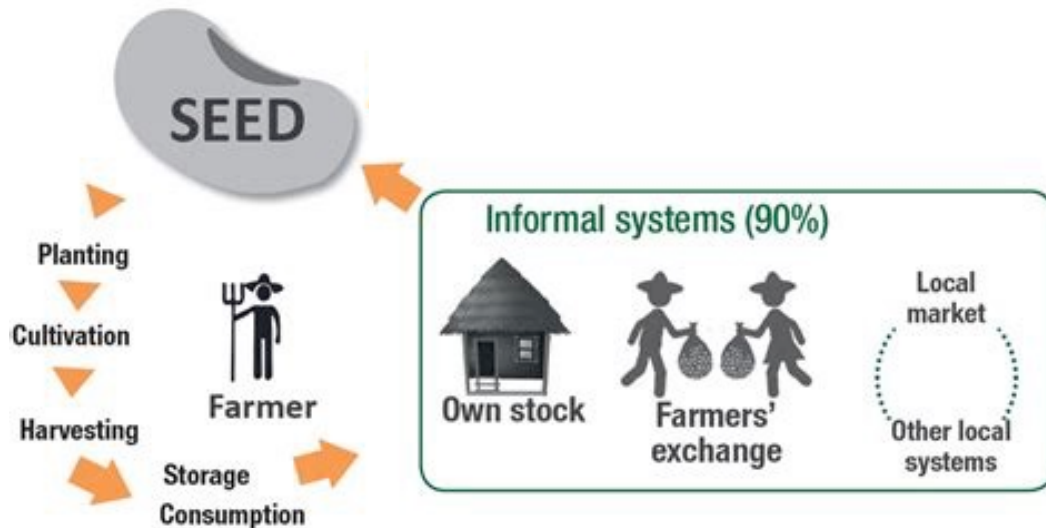 SEED
Planting
Cultivation
Harvesting
Storage
Consumption
Farmer
Informal systems (90%)
Own stock
Farmers'
exchange
Local
market
Other local
systems